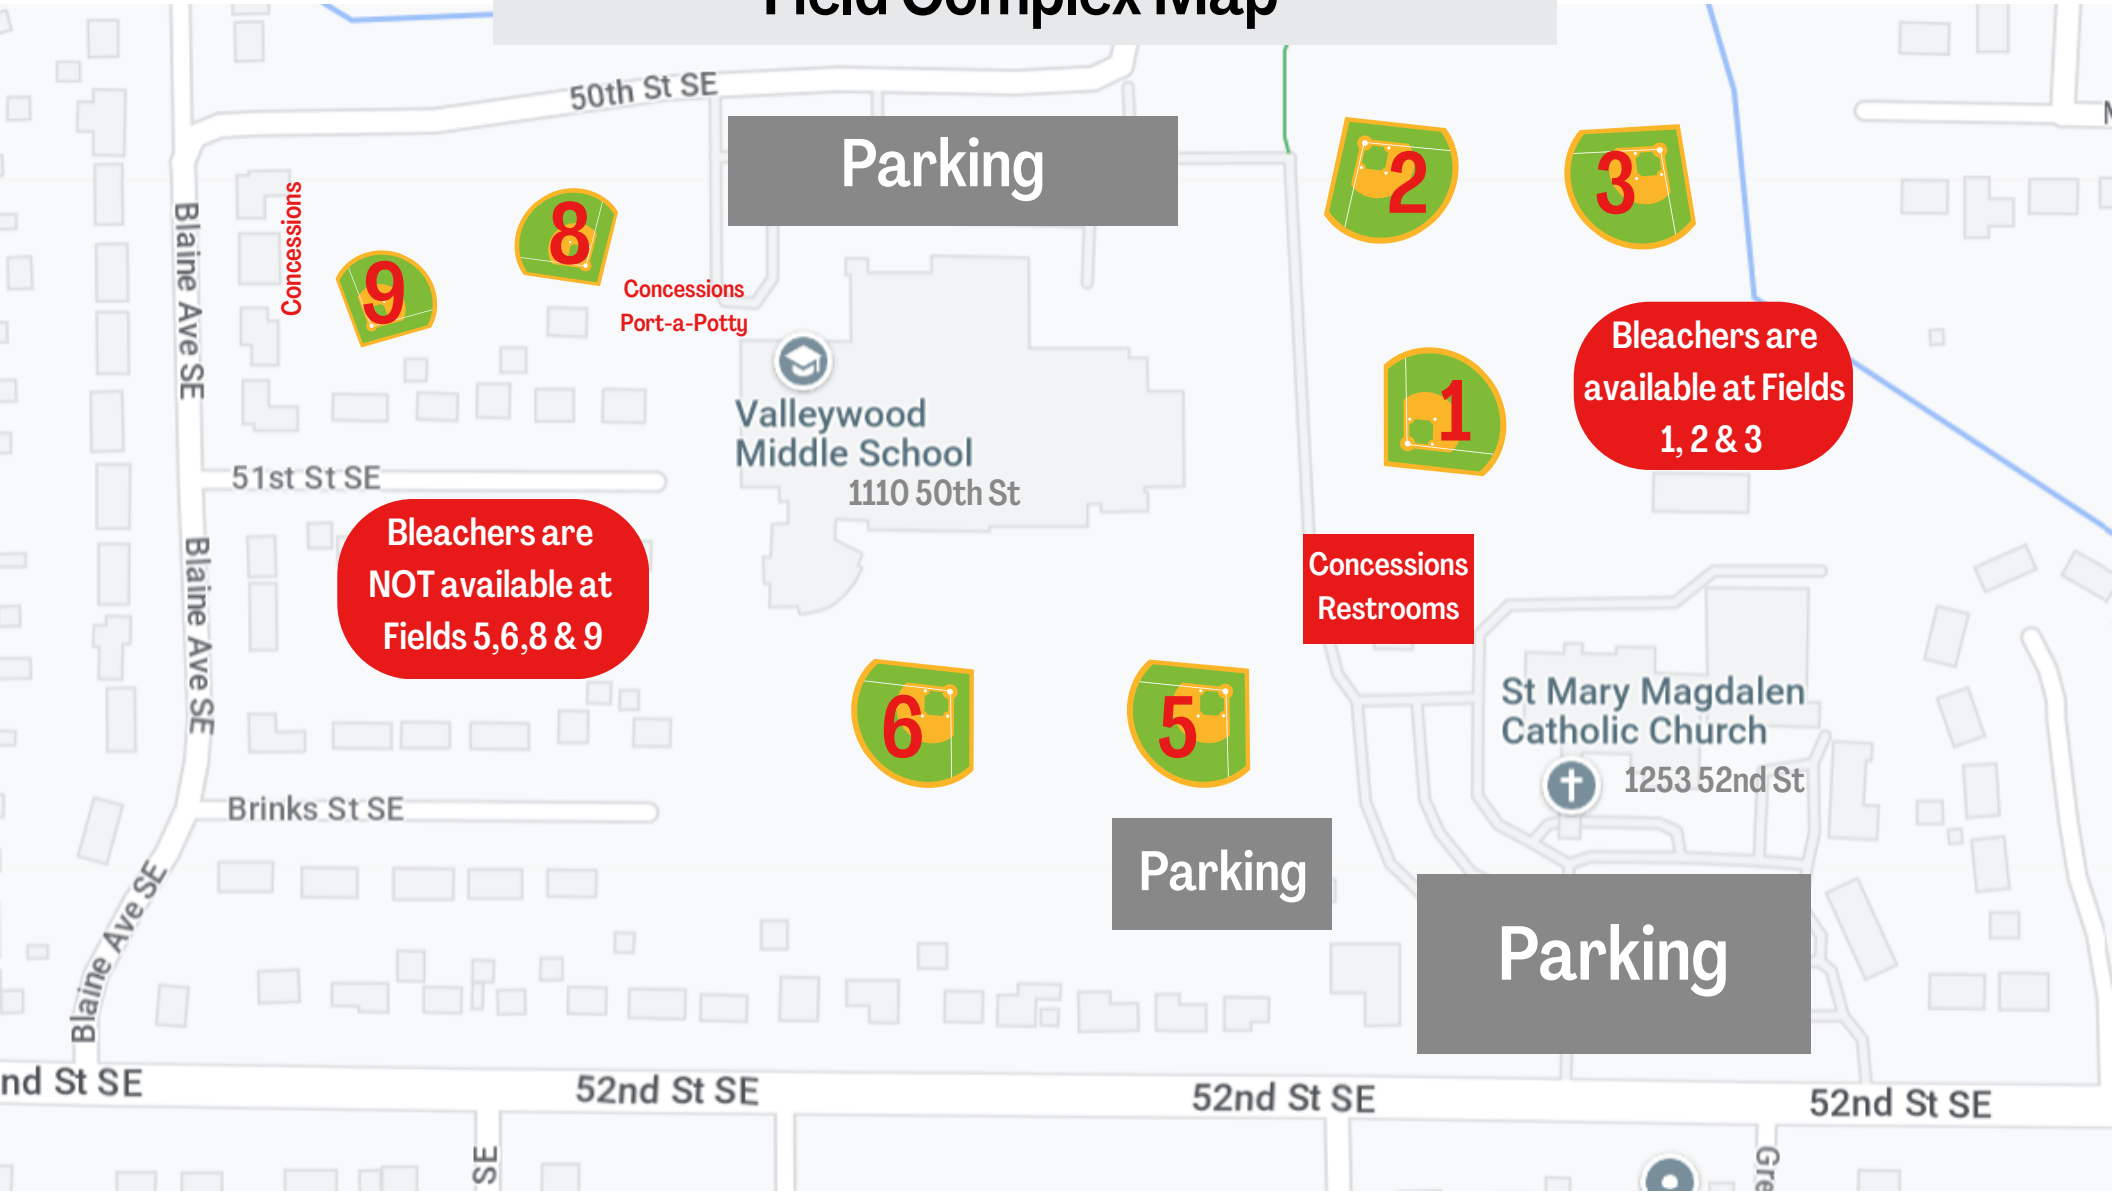 Field Complex Map
50th St SE
Parking
Blaine Ave SE
Concessions
9
8
Concessions
Port-a-Potty
2
3
1
Bleachers are
available at Fields
1, 2 & 3
Valleywood
Middle School
1110 50th St
51st St SE
Bleachers are
NOT available at
Fields 5,6,8 & 9
Blaine Ave SE
Concessions
Restrooms
6
5
St Mary Magdalen
Catholic Church
1253 52nd St
Brinks St SE
Parking
Parking
Blaine Ave SE
nd St SE
52nd St SE
52nd St SE
52nd St SE
SE
Gre